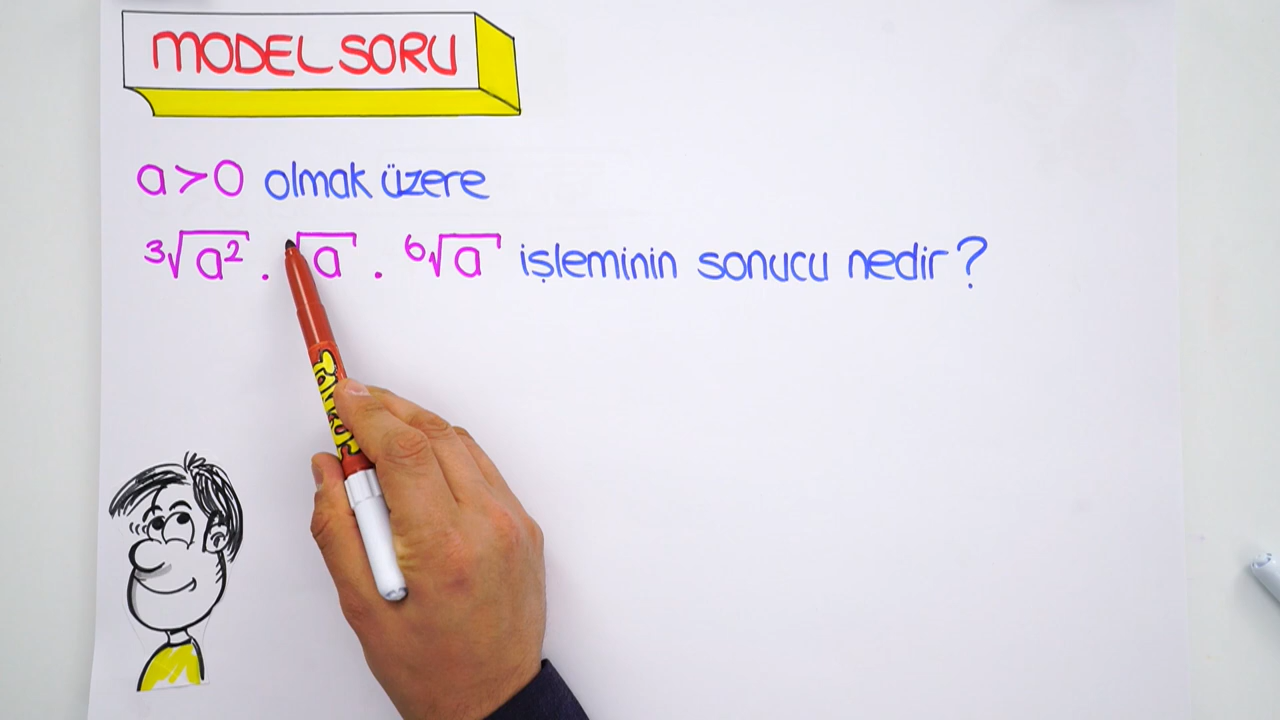 MODEL SORU
a>0 olmak üzere
³√a² . √a . ⁶√a işleminin sonucu nedir?